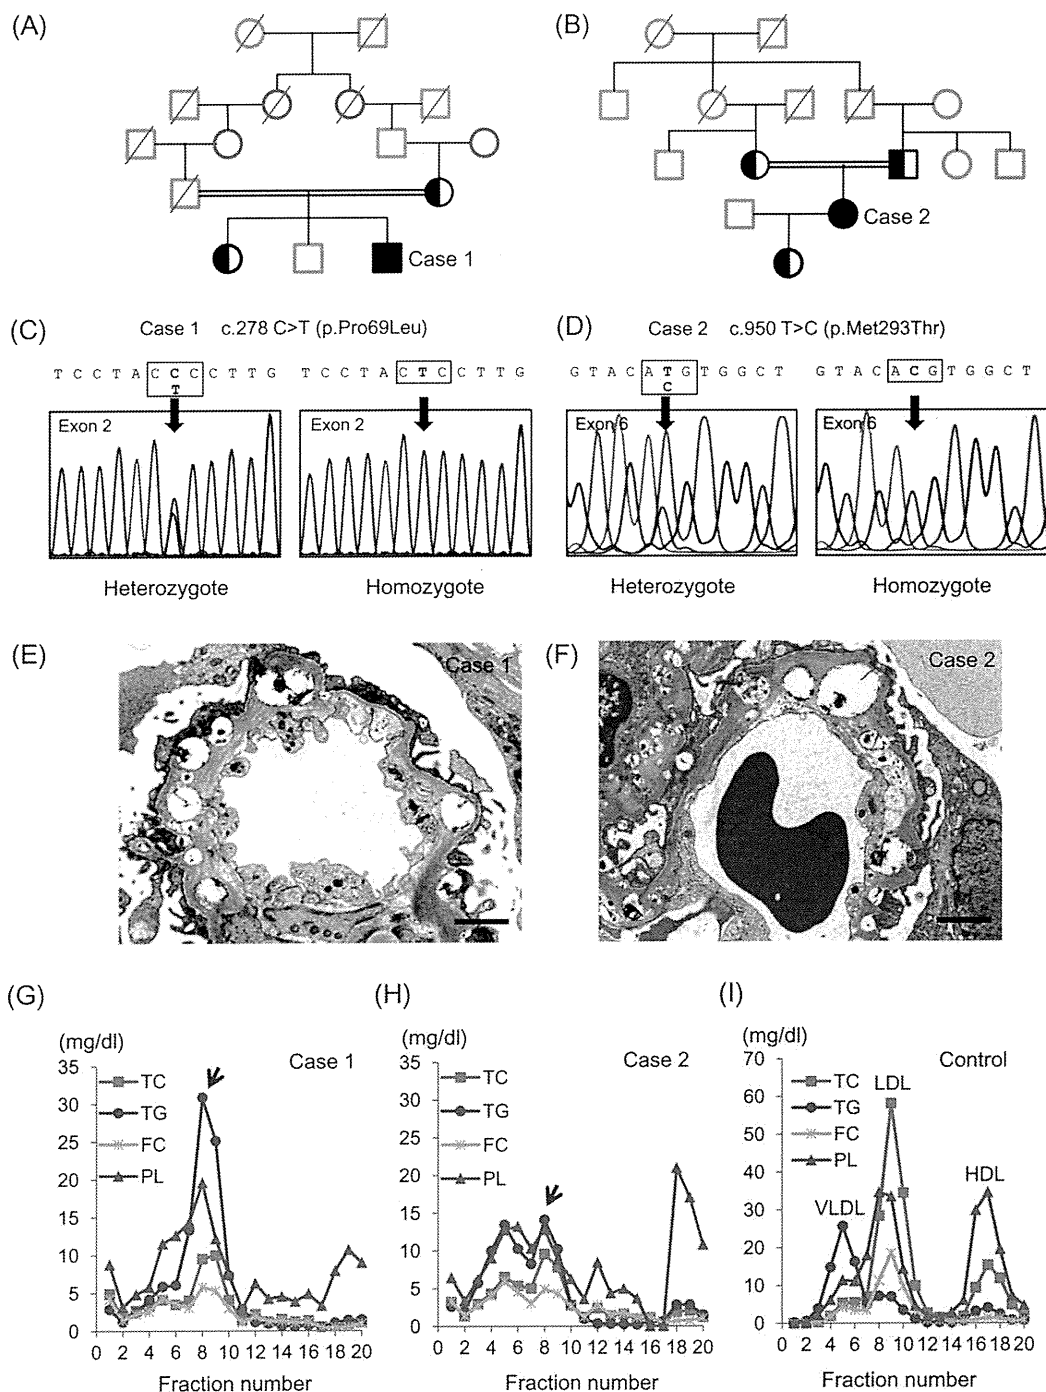 (A)
(B)
Case 1
Case 2
(C)
Case 1 c.278 C>T (p.Pro69Leu)
(D)
Case 2 c.950 T>C (p.Met293Thr)
T C C T A C C C C T T G
T
T C C T A C T C C T T G
G T A C A T G T G G C T
C
G T A C A C G T G G C T
Exon 2
Exon 2
Exon 6
Exon 6
Heterozygote
Homozygote
Heterozygote
Homozygote
(E)
Case 1
(F)
Case 2
(G)
(mg/dl)
Case 1
35
30
25
20
15
10
5
0
TC
TG
FC
PL
0 2 4 6 8 10 12 14 16 18 20
Fraction number
(H)
(mg/dl)
Case 2
35
30
25
20
15
10
5
0
TC
TG
FC
PL
0 2 4 6 8 10 12 14 16 18 20
Fraction number
(I)
(mg/dl)
Control
70
60
50
40
30
20
10
0
TC
TG
FC
PL
LDL
VLDL
HDL
0 2 4 6 8 10 12 14 16 18 20
Fraction number